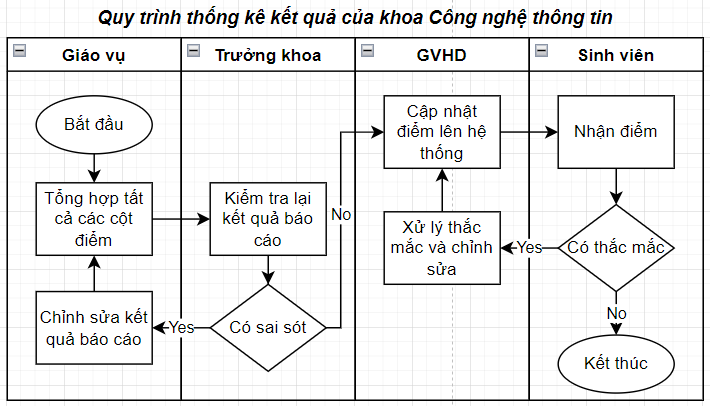 Quy trình thống kê kết quả của khoa Công nghệ thông tin
Giáo vụ
Trưởng khoa
GVHD
Sinh viên
Bắt đầu
Tổng hợp tất
cả các cột
điểm
Chỉnh sửa kết
quả báo cáo
Kiểm tra lại
kết quả báo
cáo
Có sai sót
Yes
No
Cập nhật
điểm lên hệ
thống
Xử lý thắc
mắc và chỉnh
sửa
Nhận điểm
Có thắc mắc
Yes
No
Kết thúc